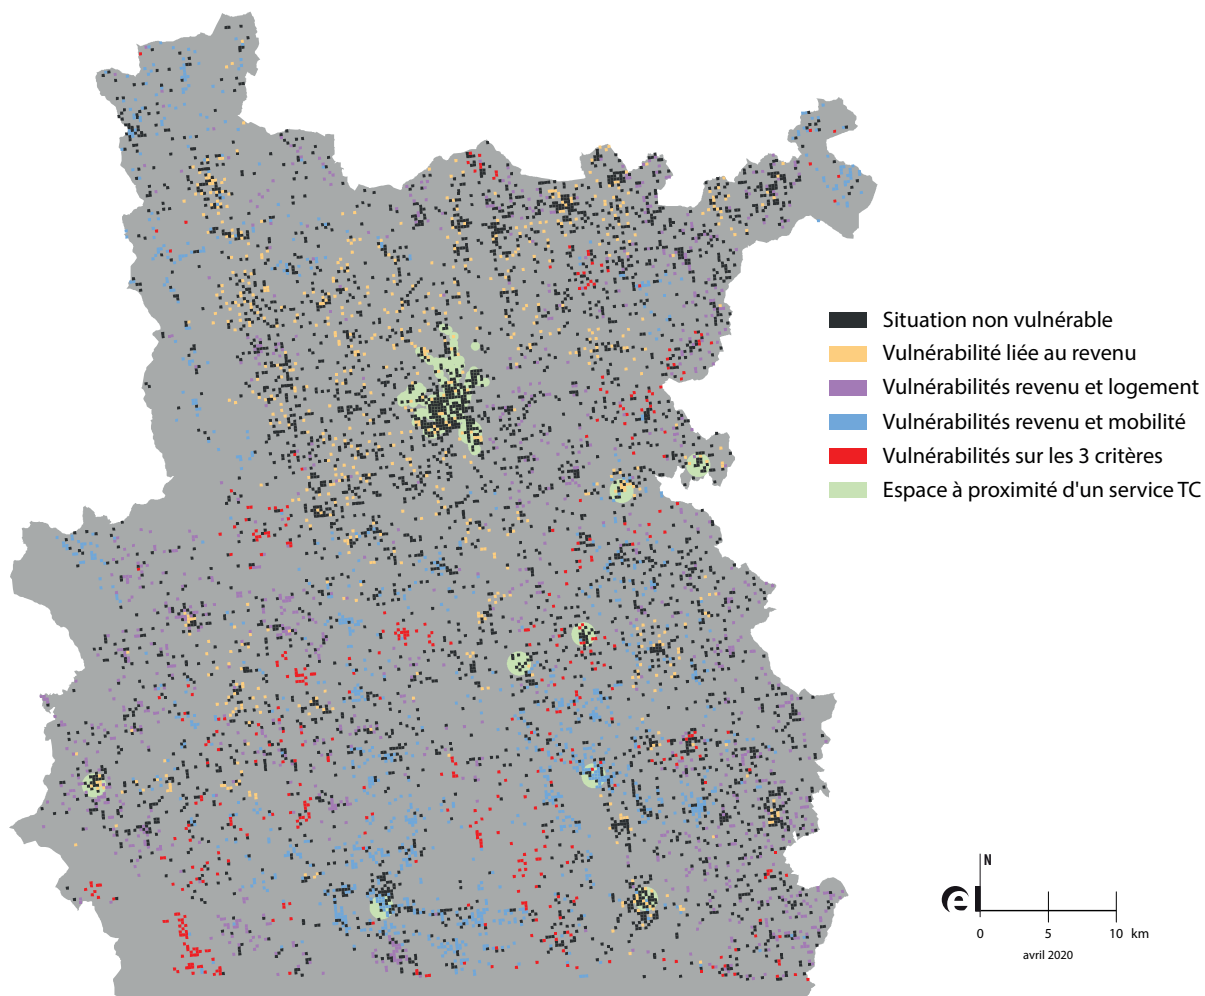 Situation non vulnérable
Vulnérabilité liée au revenu
Vulnérabilités revenu et logement
Vulnérabilités revenu et mobilité
Vulnérabilités sur les 3 critères
Espace à proximité d'un service TC
N
e
0 5 10 km
avril 2020